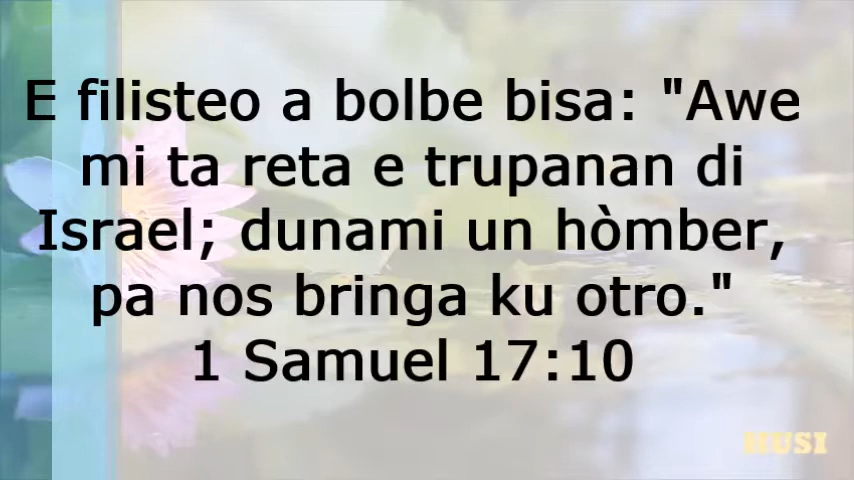 E filisteo a bolbe bisa: "Awe
mi ta reta e trupanan di
Israel; dunami un hòmber,
pa nos bringa ku otro."
1 Samuel 17:10
HUSI